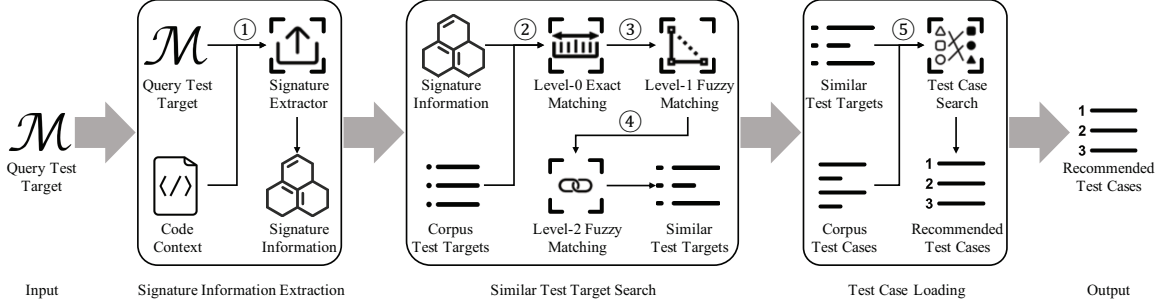 ℳ
Query Test
Target
①
ℳ
Query Test
Target
Signature
Extractor
</>
Code
Context
Signature
Information
②
③
Signature
Information
Level-0 Exact
Matching
Level-1 Fuzzy
Matching
④
Corpus
Test Targets
Level-2 Fuzzy
Matching
Similar
Test Targets
⑤
Similar
Test Targets
Test Case
Search
Corpus
Test Cases
1
2
3
Recommended
Test Cases
1
2
3
Recommended
Test Cases
Input
Signature Information Extraction
Similar Test Target Search
Test Case Loading
Output